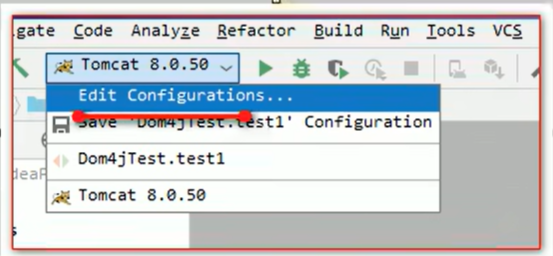 gate Code Analyze Refactor Build Run Tools VCS
Tomcat 8.0.50
Edit Configurations...
Save 'Dom4jTest.test1' Configuration
deaP
Dom4jTest.test1
Tomcat 8.0.50
s